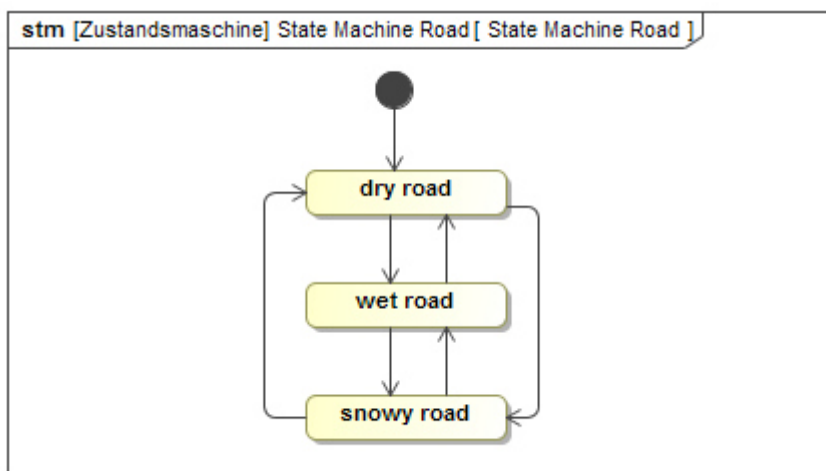 stm [Zustandsmaschine] State Machine Road [ State Machine Road ]
dry road
wet road
snowy road